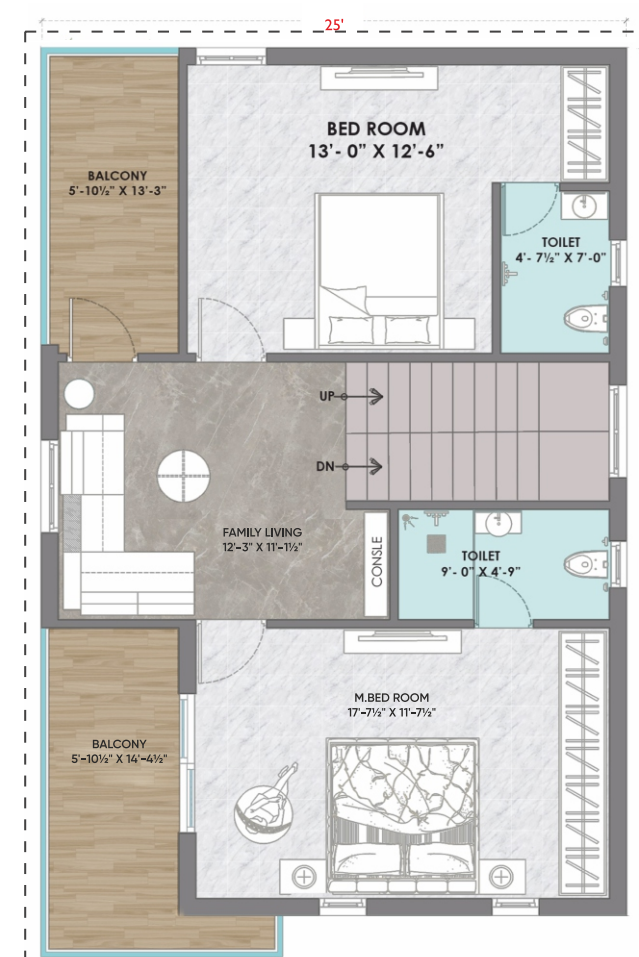 25'
BED ROOM
13'- 0" X 12'-6"
BALCONY
5'-10½" X 13'-3"
TOILET
4'- 7½" X 7'-0"
UP
DN
FAMILY LIVING
12'-3" X 11'-1½"
CONSLE
TOILET
9'- 0" X 4'-9"
M.BED ROOM
17'-7½" X 11'-7½"
BALCONY
5'-10½" X 14'-4½"